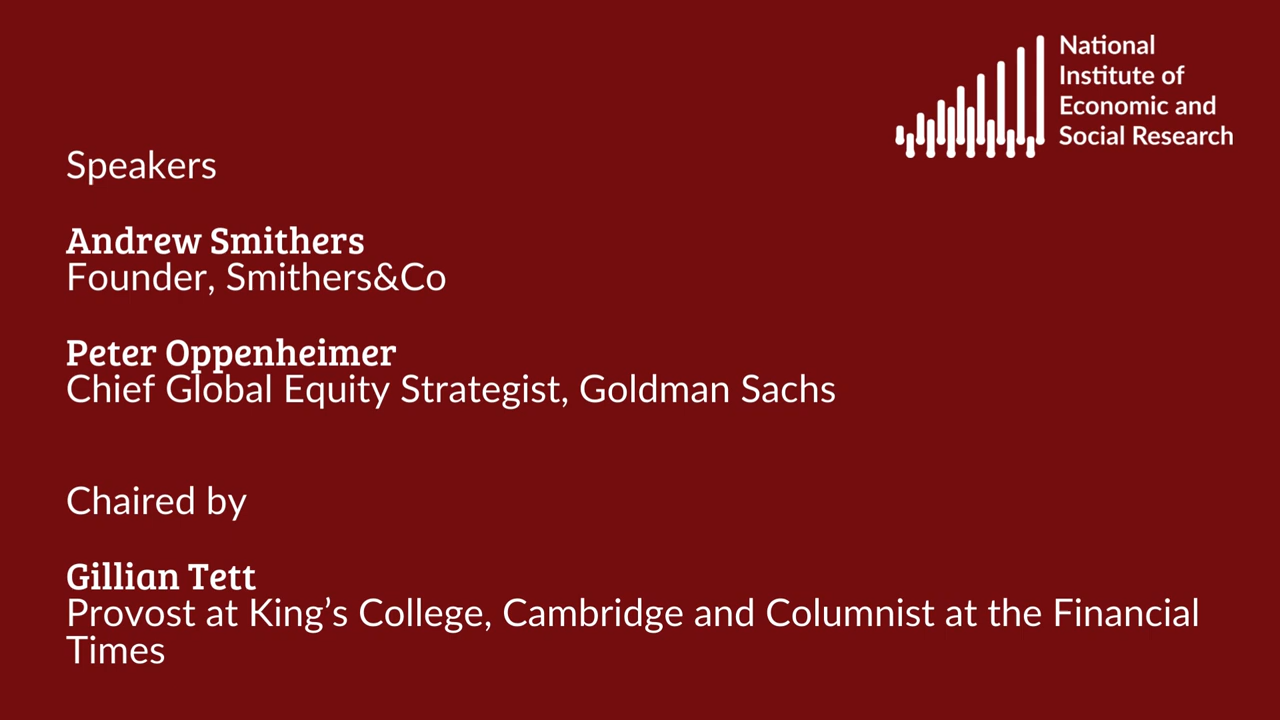 National
Institute of
Economic and
Social Research
Speakers
Andrew Smithers
Founder, Smithers&Co
Peter Oppenheimer
Chief Global Equity Strategist, Goldman Sachs
Chaired by
Gillian Tett
Provost at King’s College, Cambridge and Columnist at the Financial
Times